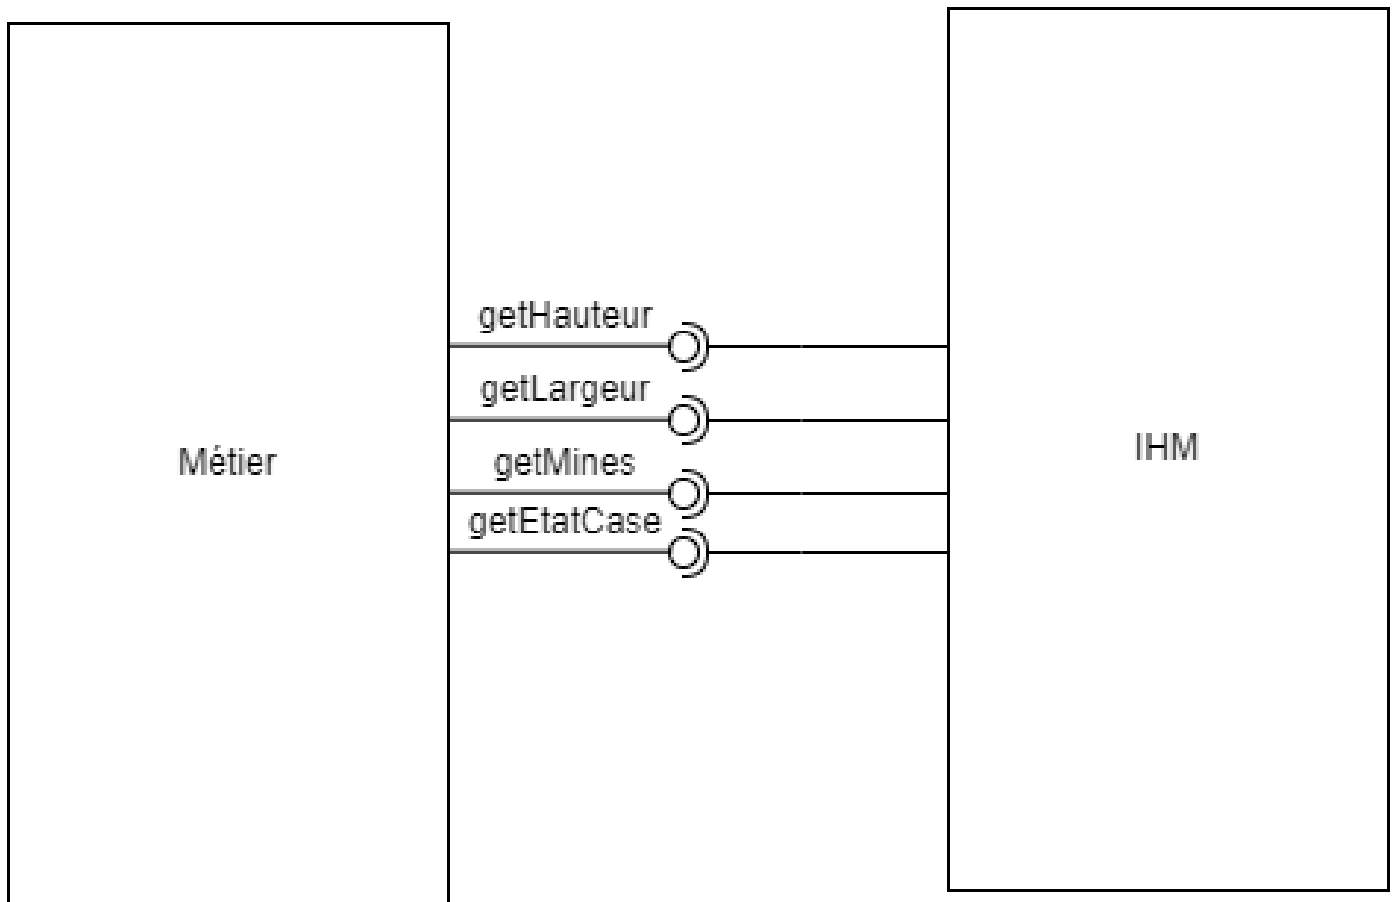 getHauteur
getLargeur
Métier
getMines
getEtatCase
IHM